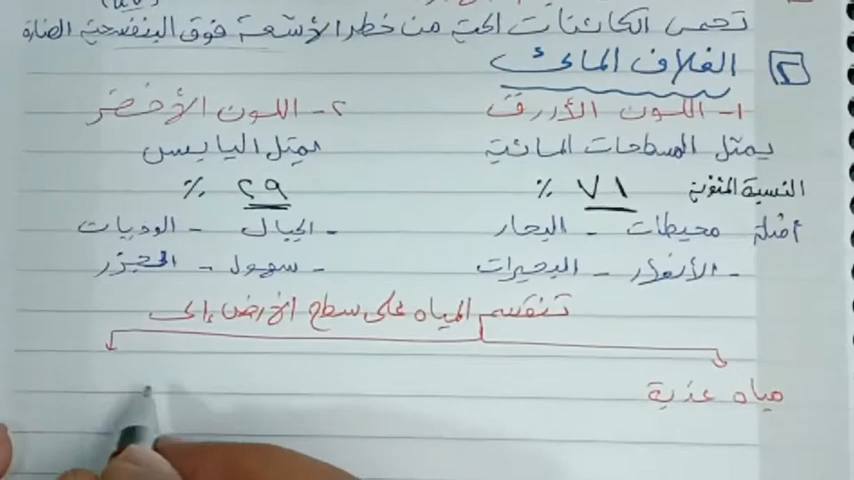 تحمى الكائنات الحية من خطر الأشعة فوق البنفسجية الضارة
٢ الغلاف المائى
١- اللون الأزرق ٢- اللون الأخضر
يمثل المسطحات المائية يمثل اليابس
النسبة المئوية ٧١ % ٢٩ %
أمثلة محيطات - البحار - الجبال - الوديان
- الأنهار - البحيرات - سهول - الجزر
تنقسم المياه على سطح الأرض إلى
مياه عذبة